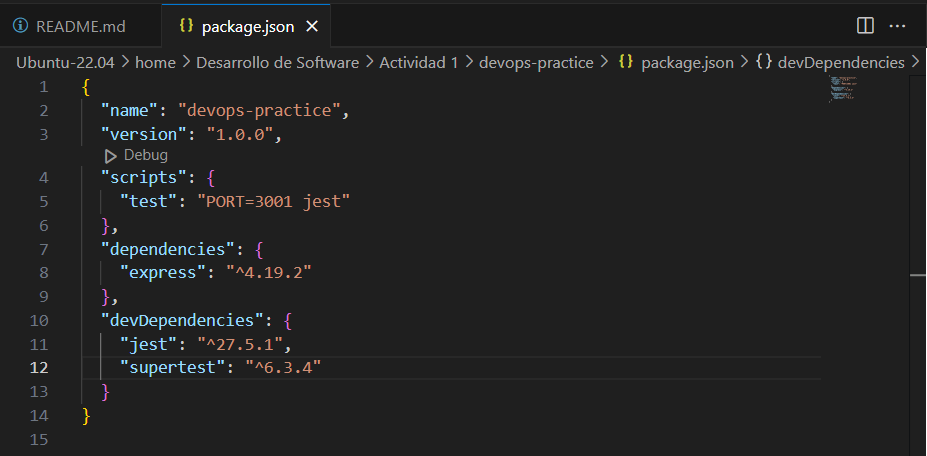 README.md
{} package.json
Ubuntu-22.04 > home > Desarrollo de Software > Actividad 1 > devops-practice > {} package.json > {} devDependencies >
1 {
2 "name": "devops-practice",
3 "version": "1.0.0",
Debug
4 "scripts": {
5 "test": "PORT=3001 jest"
6 },
7 "dependencies": {
8 "express": "^4.19.2"
9 },
10 "devDependencies": {
11 "jest": "^27.5.1",
12 "supertest": "^6.3.4"
13 }
14 }
15